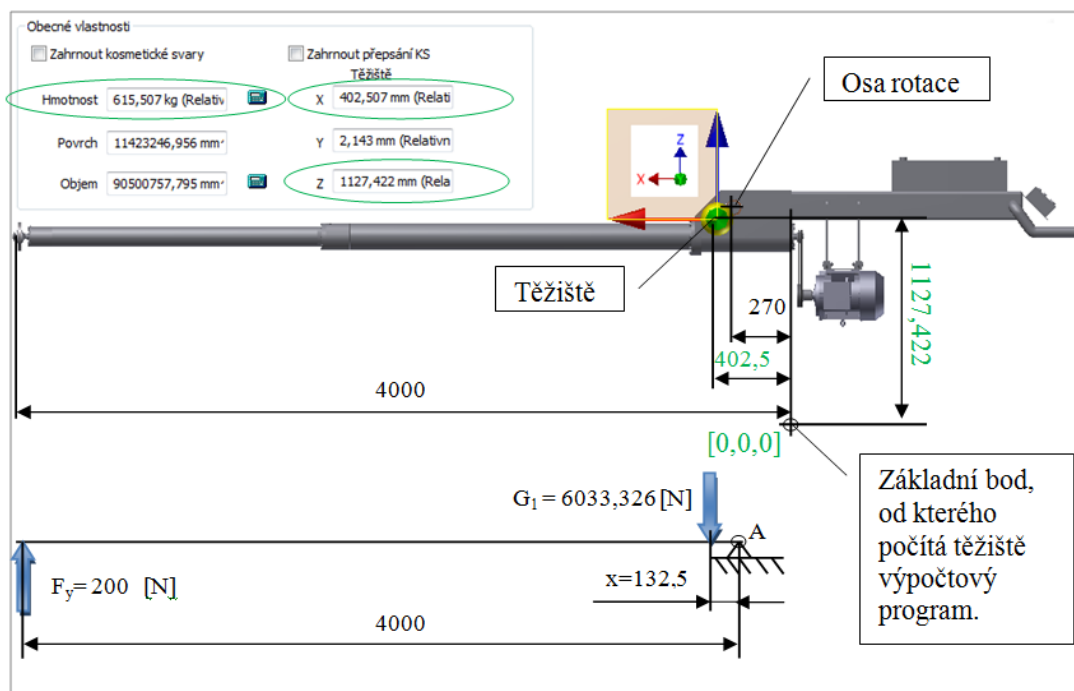 Obecné vlastnosti
Zahrnout kosmetické svary
Zahrnout přepsání KS
Těžiště
Hmotnost 615,507 kg (Relativ
X 402,507 mm (Relati
Povrch 11423246,956 mm
Y 2,143 mm (Relativn
Objem 90500757,795 mm
Z 1127,422 mm (Rela
Osa rotace
Z
X
Těžiště
270
402,5
1127,422
4000
[0,0,0]
G1 = 6033,326 [N]
Základní bod,
od kterého
počítá těžiště
výpočtový
program.
A
Fy= 200 [N]
x=132,5
4000